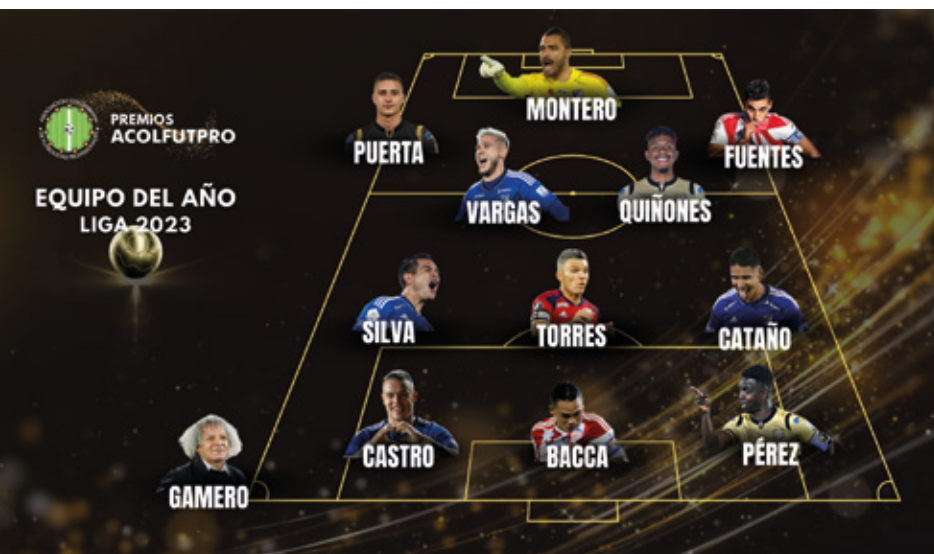 PREMIOS
ACOLFUTPRO
EQUIPO DEL AÑO
LIGA 2023
MONTERO
PUERTA
FUENTES
VARGAS
QUIÑONES
SILVA
TORRES
CATAÑO
CASTRO
BACCA
PÉREZ
GAMERO